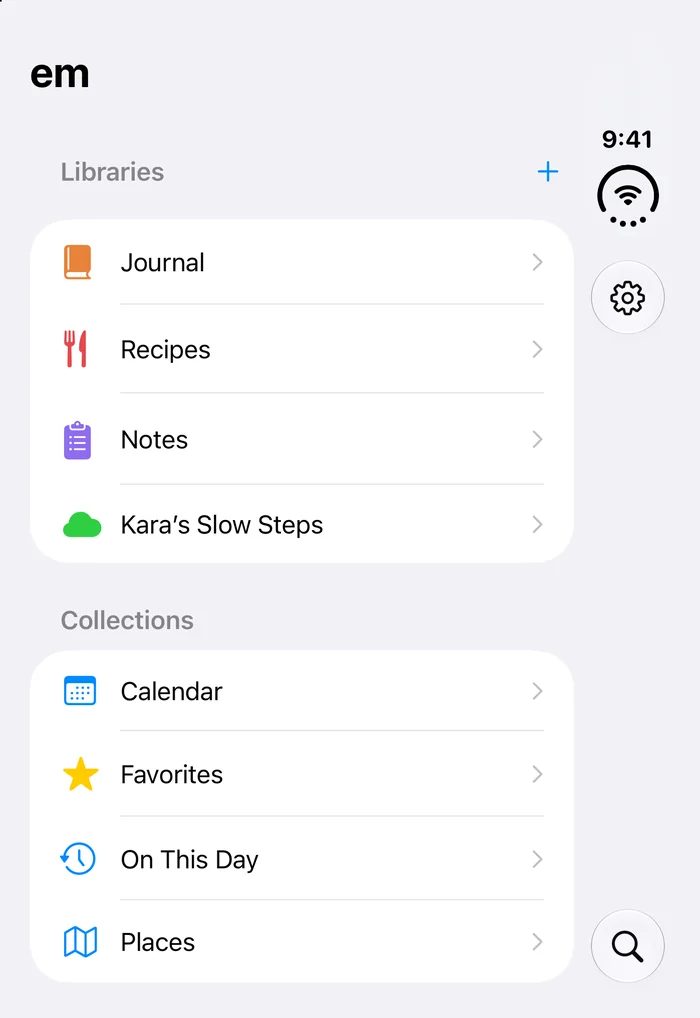 em
9:41
Libraries
Journal
Recipes
Notes
Kara’s Slow Steps
Collections
Calendar
Favorites
On This Day
Places